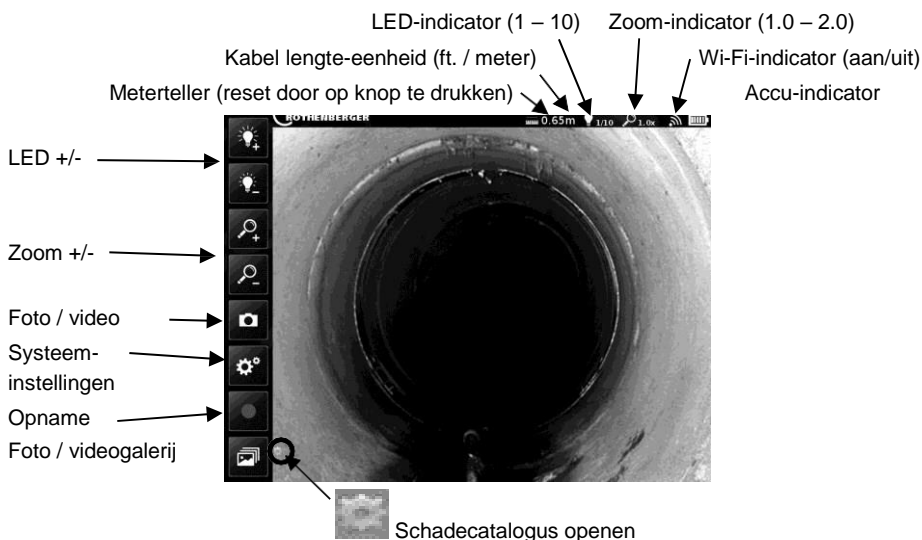 LED-indicator (1 – 10)
Zoom-indicator (1.0 – 2.0)
Kabel lengte-eenheid (ft. / meter)
Wi-Fi-indicator (aan/uit)
Meterteller (reset door op knop te drukken)
Accu-indicator
ROTHENBERGER
0.65m
1/10
1.0x
LED +/-
Zoom +/-
Foto / video
Systeem-
instellingen
Opname
Foto / videogalerij
Schadecatalogus openen